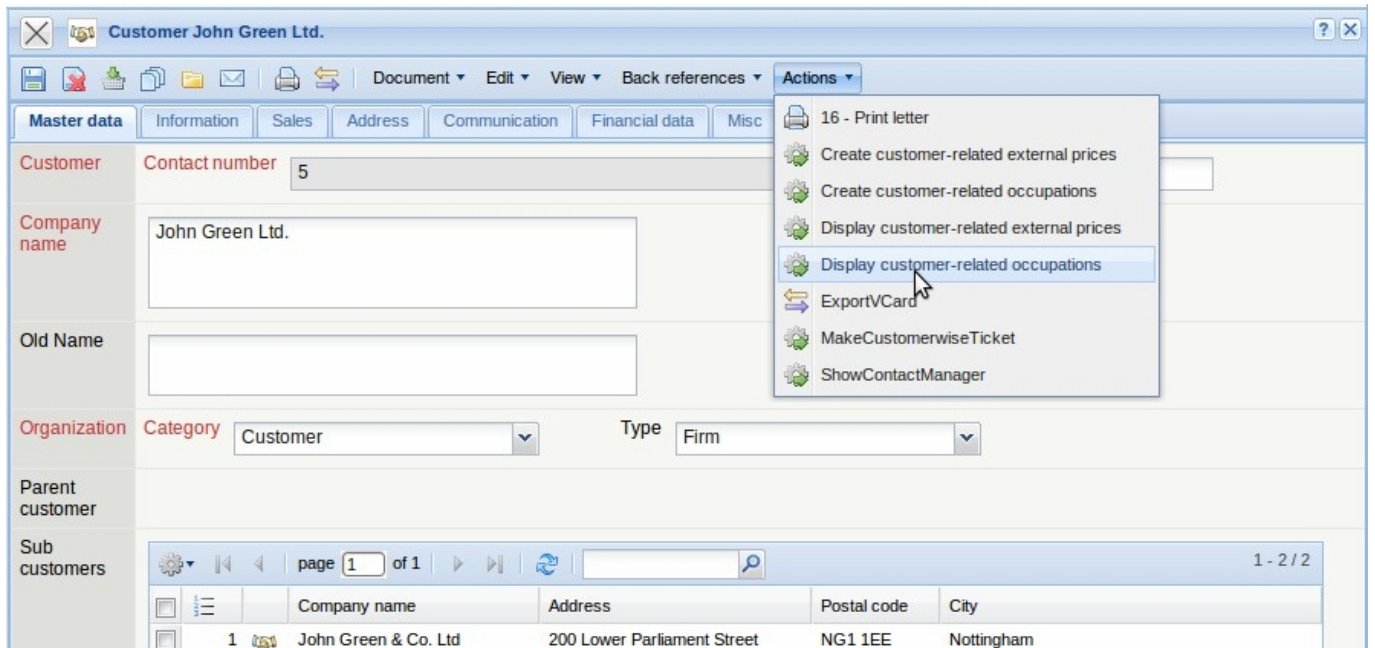 Customer John Green Ltd.
?
Document Edit View Back references Actions
Master data Information Sales Address Communication Financial data Misc
16 - Print letter
Create customer-related external prices
Create customer-related occupations
Display customer-related external prices
Display customer-related occupations
ExportVCard
MakeCustomerwiseTicket
ShowContactManager
Customer Contact number 5
Company
name
John Green Ltd.
Old Name
Organization Category Customer Type Firm
Parent
customer
Sub
customers
page 1 of 1 1 - 2 / 2
Company name Address Postal code City
1 John Green & Co. Ltd 200 Lower Parliament Street NG1 1EE Nottingham